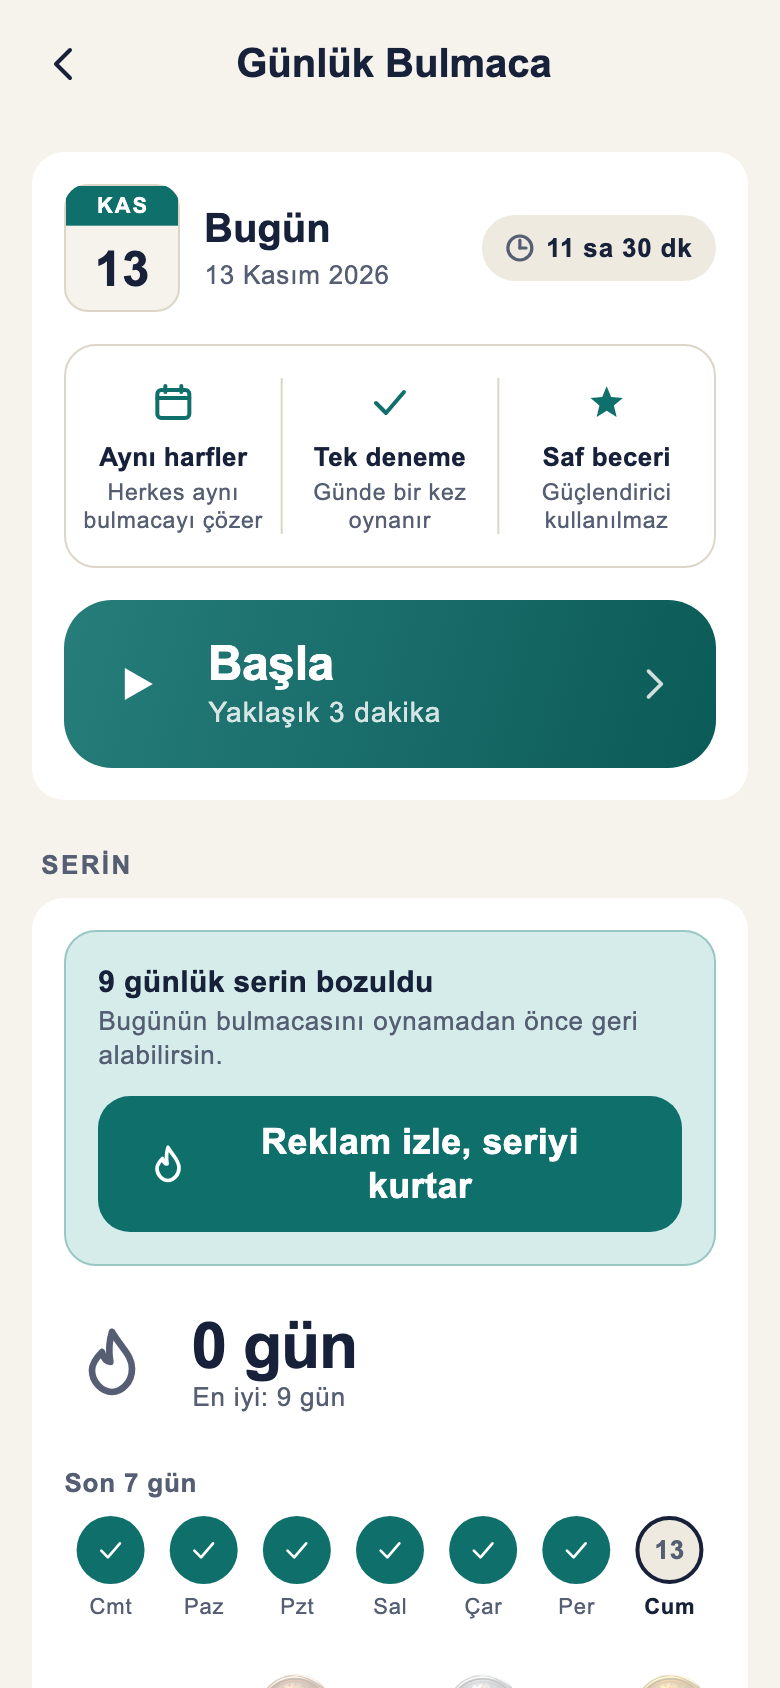 Günlük Bulmaca
KAS
13
Bugün
13 Kasım 2026
11 sa 30 dk
Aynı harfler
Herkes aynı
bulmacayı çözer
Tek deneme
Günde bir kez
oynanır
Saf beceri
Güçlendirici
kullanılmaz
Başla
Yaklaşık 3 dakika
SERİN
9 günlük serin bozuldu
Bugünün bulmacasını oynamadan önce geri
alabilirsin.
Reklam izle, seriyi
kurtar
0 gün
En iyi: 9 gün
Son 7 gün
13
Cmt Paz Pzt Sal Çar Per Cum